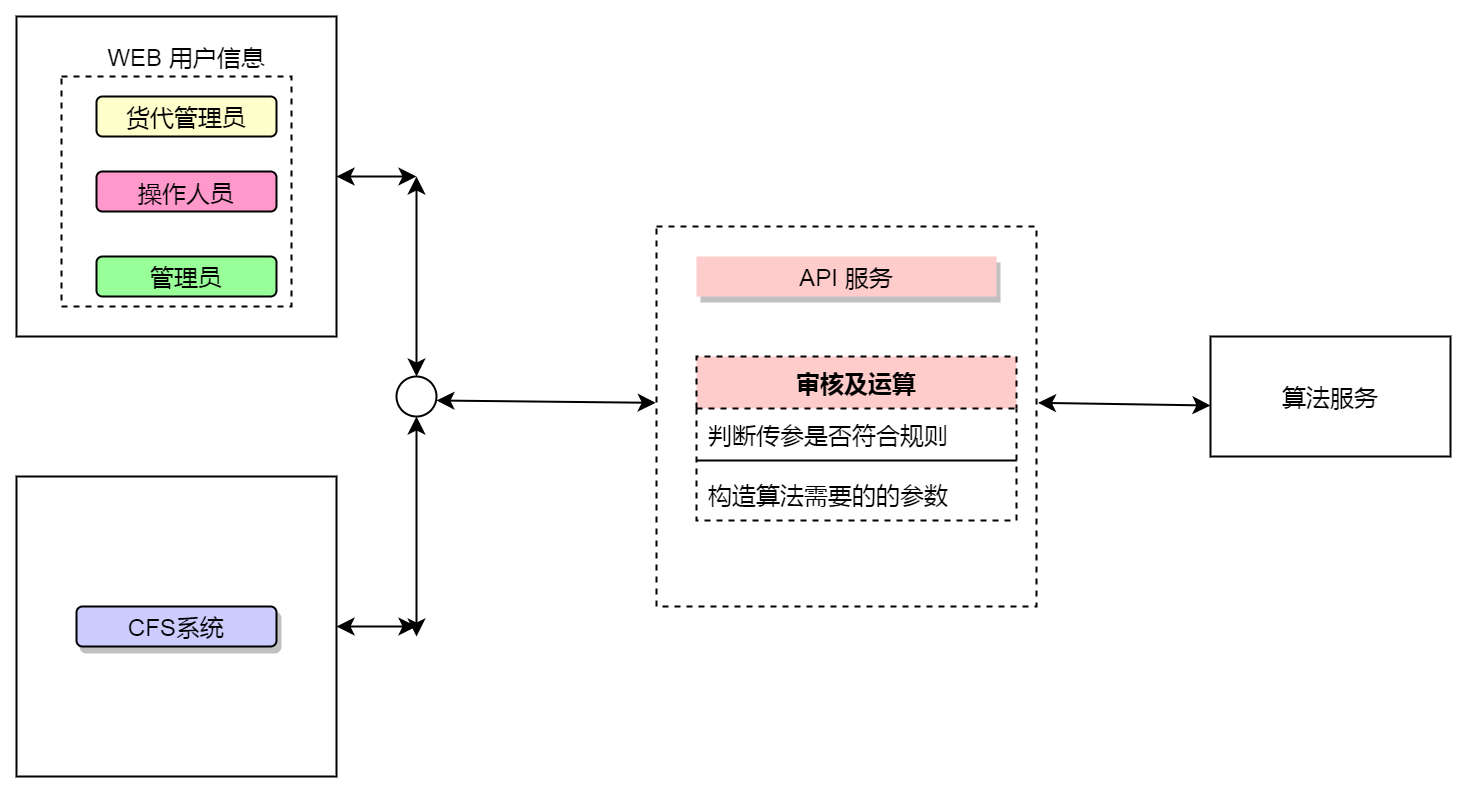 WEB 用户信息
货代管理员
操作人员
管理员
CFS系统
API 服务
审核及运算
判断传参是否符合规则
构造算法需要的的参数
算法服务